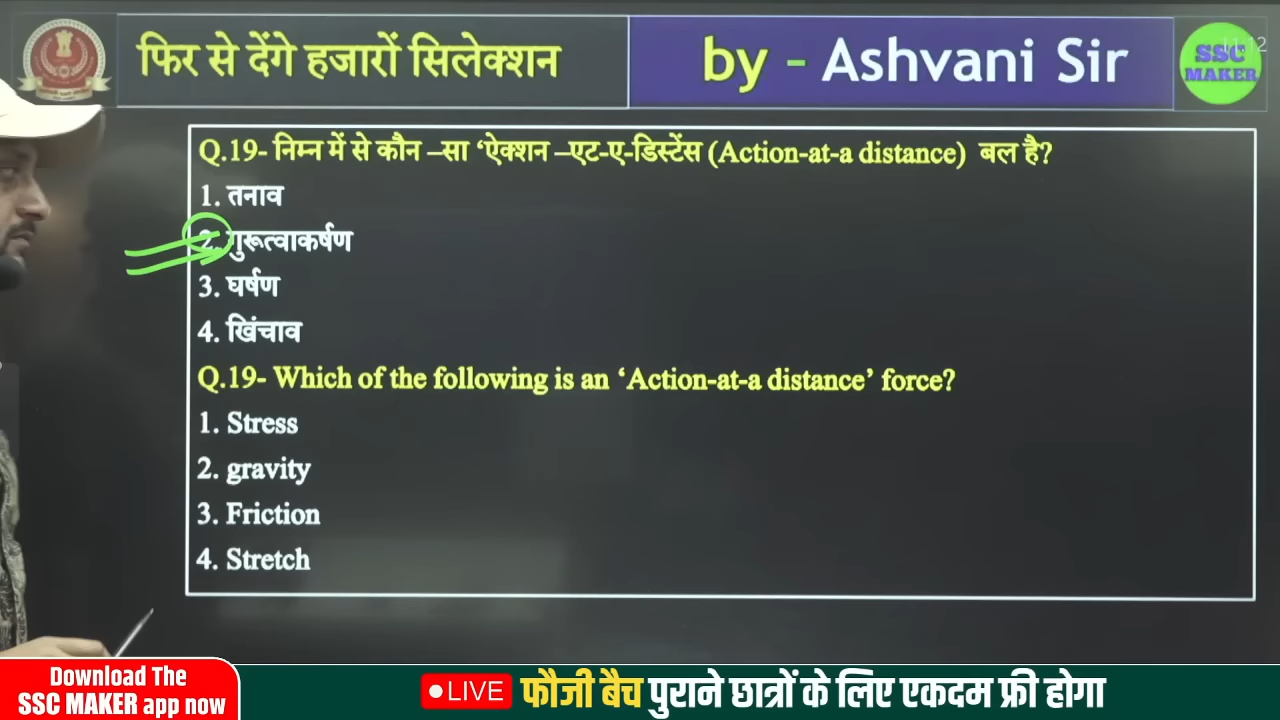 फिर से देंगे हजारों सिलेक्शन
by - Ashvani Sir
11:12
SSC
MAKER
Q.19- निम्न में से कौन –सा ‘ऐक्शन –एट-ए-डिस्टेंस (Action-at-a distance) बल है?
1. तनाव
2. गुरूत्वाकर्षण
3. घर्षण
4. खिंचाव
Q.19- Which of the following is an ‘Action-at-a distance’ force?
1. Stress
2. gravity
3. Friction
4. Stretch
Download The
SSC MAKER app now
LIVE फौजी बैच पुराने छात्रों के लिए एकदम फ्री होगा